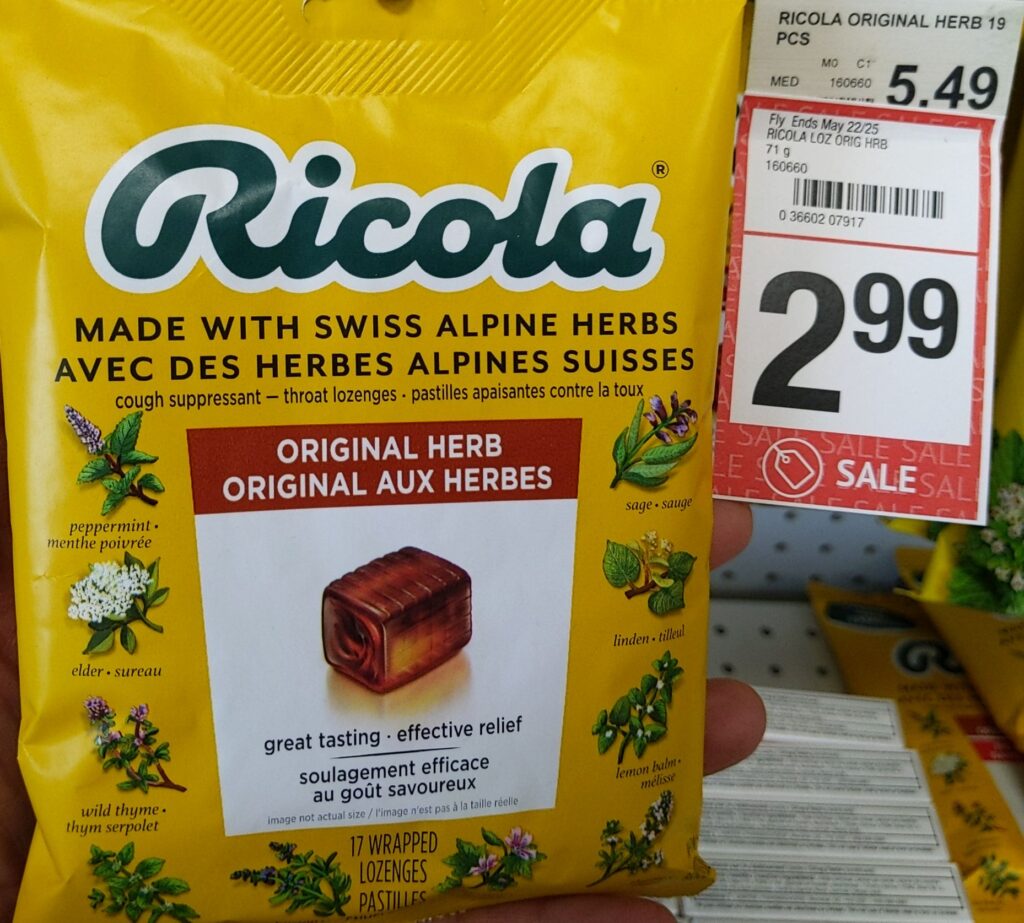 Ricola®
MADE WITH SWISS ALPINE HERBS
AVEC DES HERBES ALPINES SUISSES
cough suppressant — throat lozenges · pastilles apaisantes contre la toux
ORIGINAL HERB
ORIGINAL AUX HERBES
peppermint •
menthe poivrée
elder • sureau
wild thyme •
thym serpolet
sage • sauge
linden • tilleul
lemon balm •
mélisse
great tasting · effective relief
soulagement efficace
au goût savoureux
image not actual size / l'image n'est pas à la taille réelle
17 WRAPPED
LOZENGES
PASTILLES
RICOLA ORIGINAL HERB 19
PCS
M0 C1
MED 160660 5.49
Fly Ends May 22/25
RICOLA LOZ ORIG HRB
71 g
160660
0 36602 07917
2 99
SALE